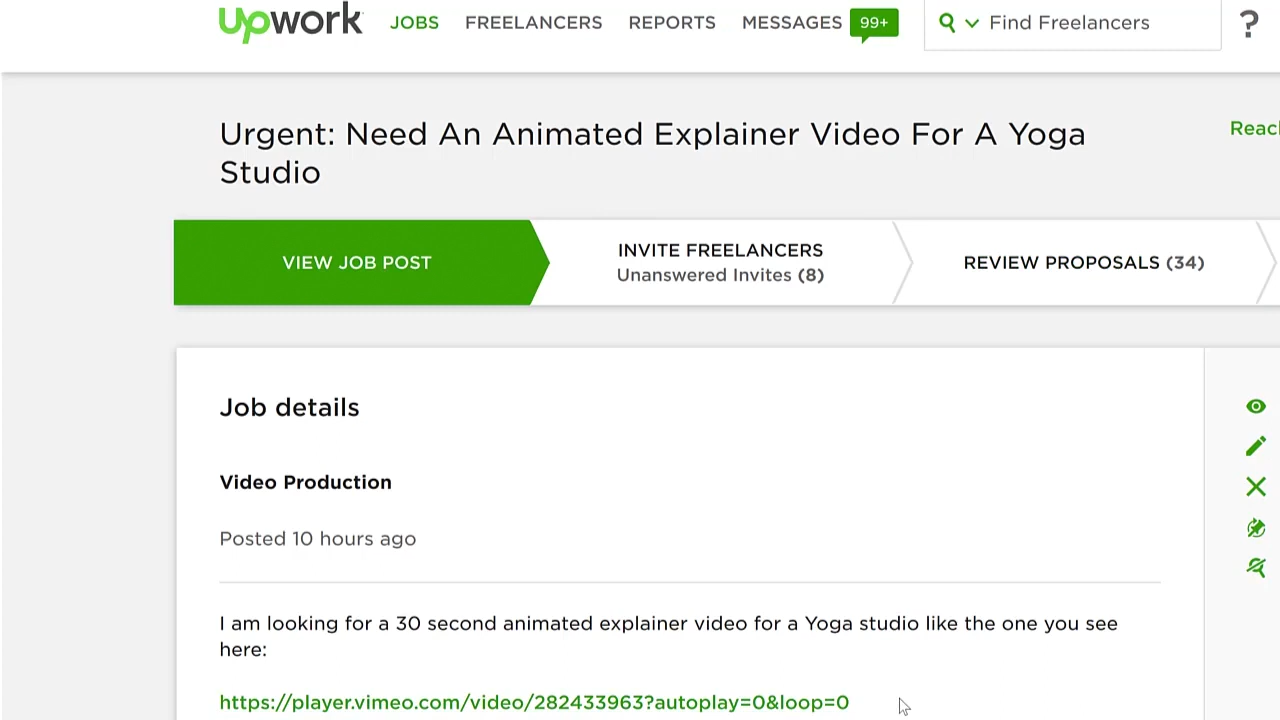 Upwork JOBS FREELANCERS REPORTS MESSAGES 99+ Find Freelancers ?
Urgent: Need An Animated Explainer Video For A Yoga
Studio
VIEW JOB POST
INVITE FREELANCERS
Unanswered Invites (8)
REVIEW PROPOSALS (34)
Job details
Video Production
Posted 10 hours ago
I am looking for a 30 second animated explainer video for a Yoga studio like the one you see
here:
https://player.vimeo.com/video/282433963?autoplay=0&loop=0